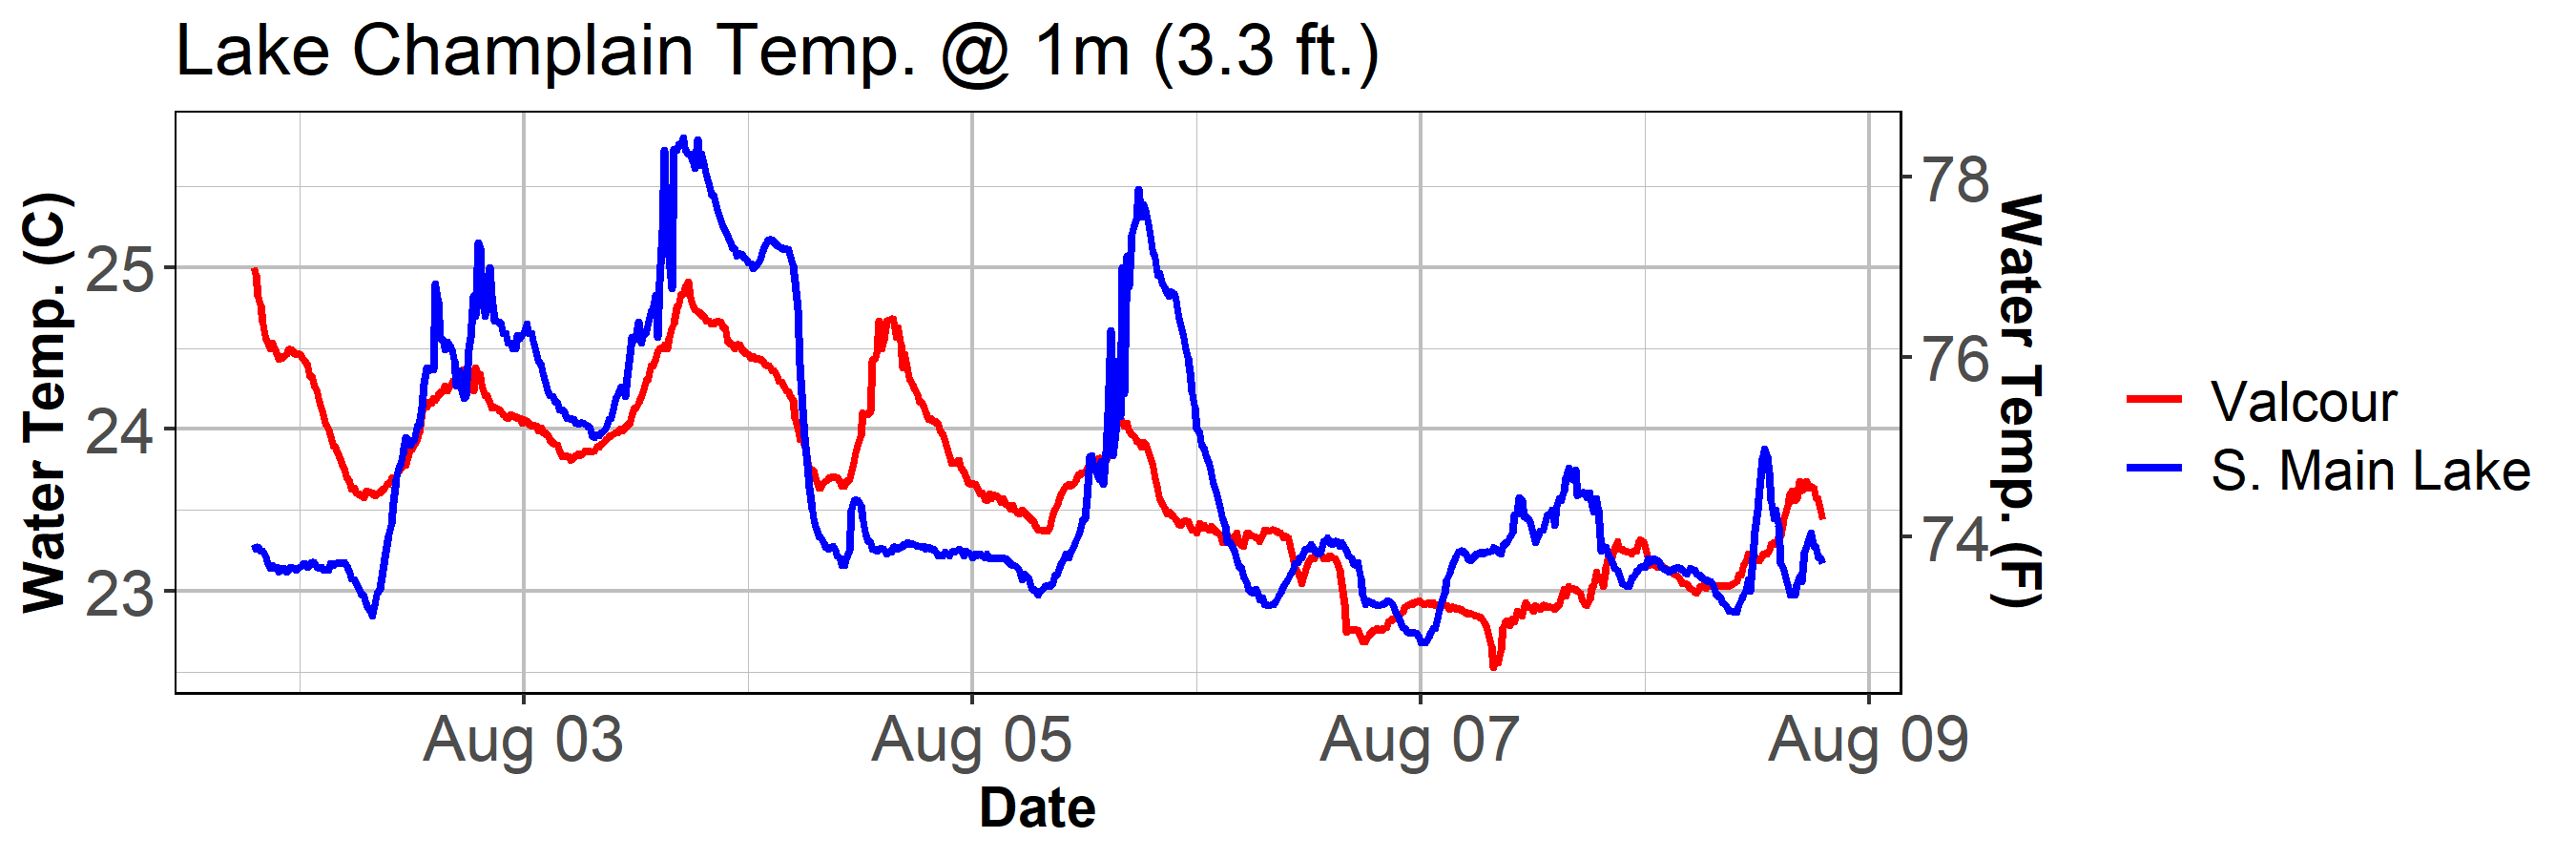 Lake Champlain Temp. @ 1m (3.3 ft.)
Water Temp. (C)
25
24
23
78
76
74
Water Temp. (F)
Aug 03
Aug 05
Aug 07
Aug 09
Date
Valcour
S. Main Lake